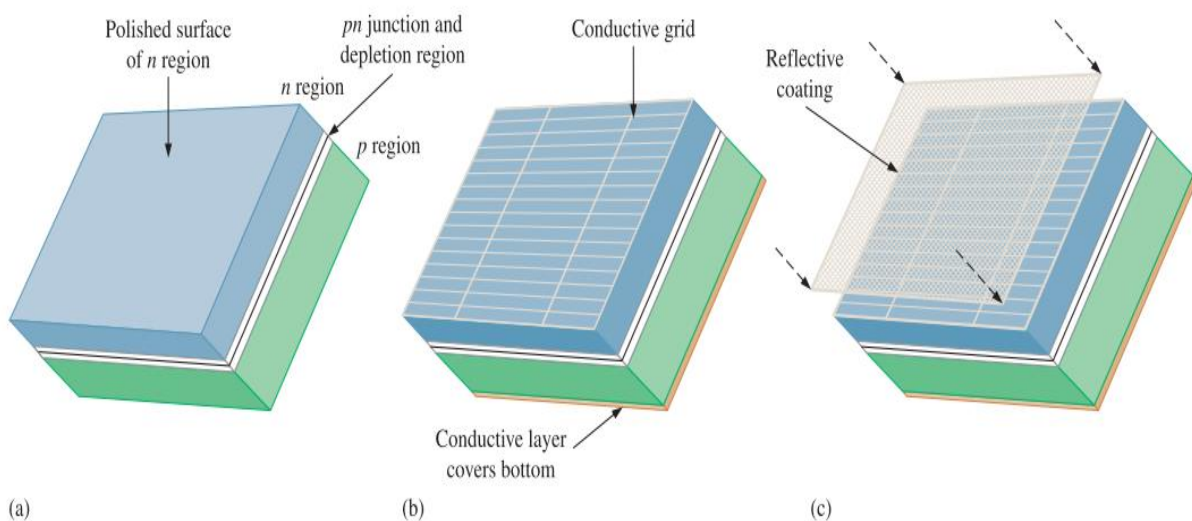 Polished surface
of n region
pn junction and
depletion region
n region
p region
(a)
Conductive grid
Conductive layer
covers bottom
(b)
Reflective
coating
(c)